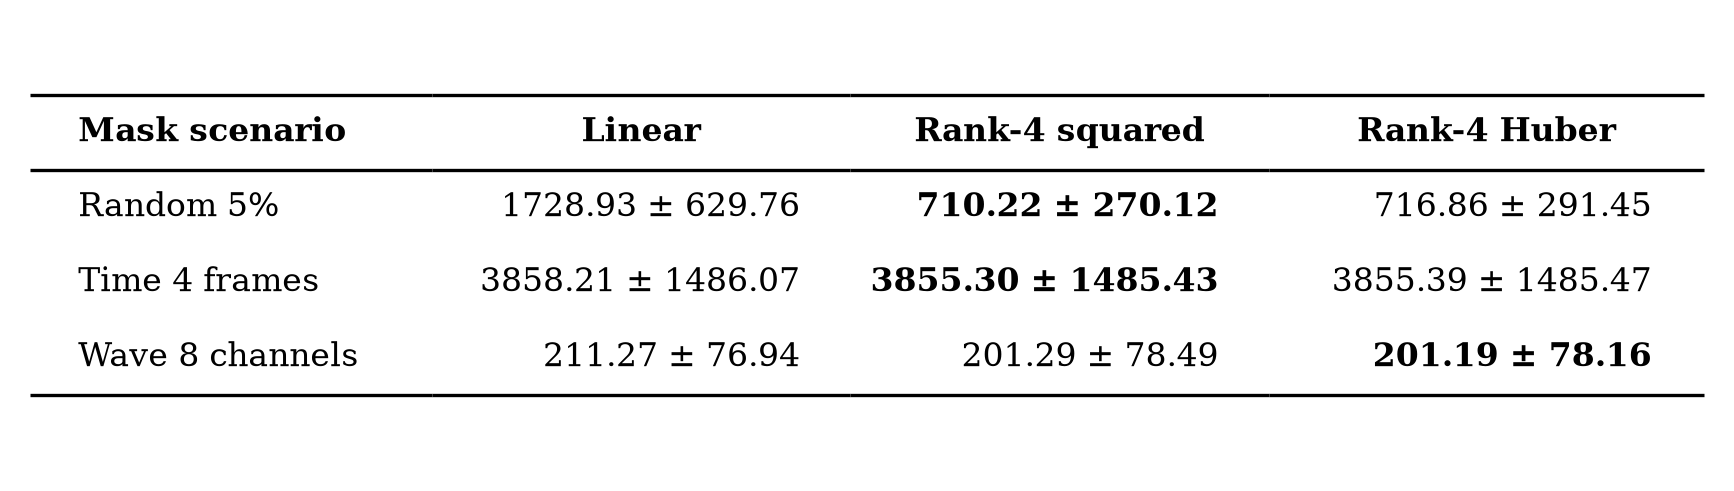 Mask scenario Linear Rank-4 squared Rank-4 Huber
Random 5% 1728.93 ± 629.76 710.22 ± 270.12 716.86 ± 291.45
Time 4 frames 3858.21 ± 1486.07 3855.30 ± 1485.43 3855.39 ± 1485.47
Wave 8 channels 211.27 ± 76.94 201.29 ± 78.49 201.19 ± 78.16